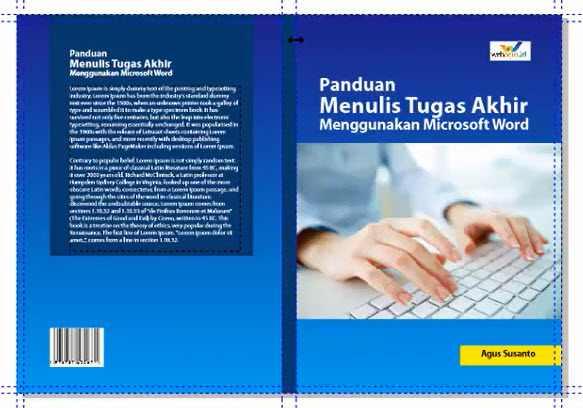 Panduan
Menulis Tugas Akhir
Menggunakan Microsoft Word
Lorem Ipsum is simply dummy text of the printing and typesetting
industry. Lorem Ipsum has been the industry's standard dummy
text ever since the 1500s, when an unknown printer took a galley of
type and scrambled it to make a type specimen book. It has
survived not only five centuries, but also the leap into electronic
typesetting, remaining essentially unchanged. It was popularised in
the 1960s with the release of Letraset sheets containing Lorem
Ipsum passages, and more recently with desktop publishing
software like Aldus PageMaker including versions of Lorem Ipsum.
Contrary to popular belief, Lorem Ipsum is not simply random text.
It has roots in a piece of classical Latin literature from 45 BC, making
it over 2000 years old. Richard McClintock, a Latin professor at
Hampden-Sydney College in Virginia, looked up one of the more
obscure Latin words, consectetur, from a Lorem Ipsum passage, and
going through the cites of the word in classical literature,
discovered the undoubtable source. Lorem Ipsum comes from
sections 1.10.32 and 1.10.33 of "de Finibus Bonorum et Malorum"
(The Extremes of Good and Evil) by Cicero, written in 45 BC. This
book is a treatise on the theory of ethics, very popular during the
Renaissance. The first line of Lorem Ipsum, "Lorem ipsum dolor sit
amet..", comes from a line in section 1.10.32.
Panduan
Menulis Tugas Akhir
Menggunakan Microsoft Word
Agus Susanto